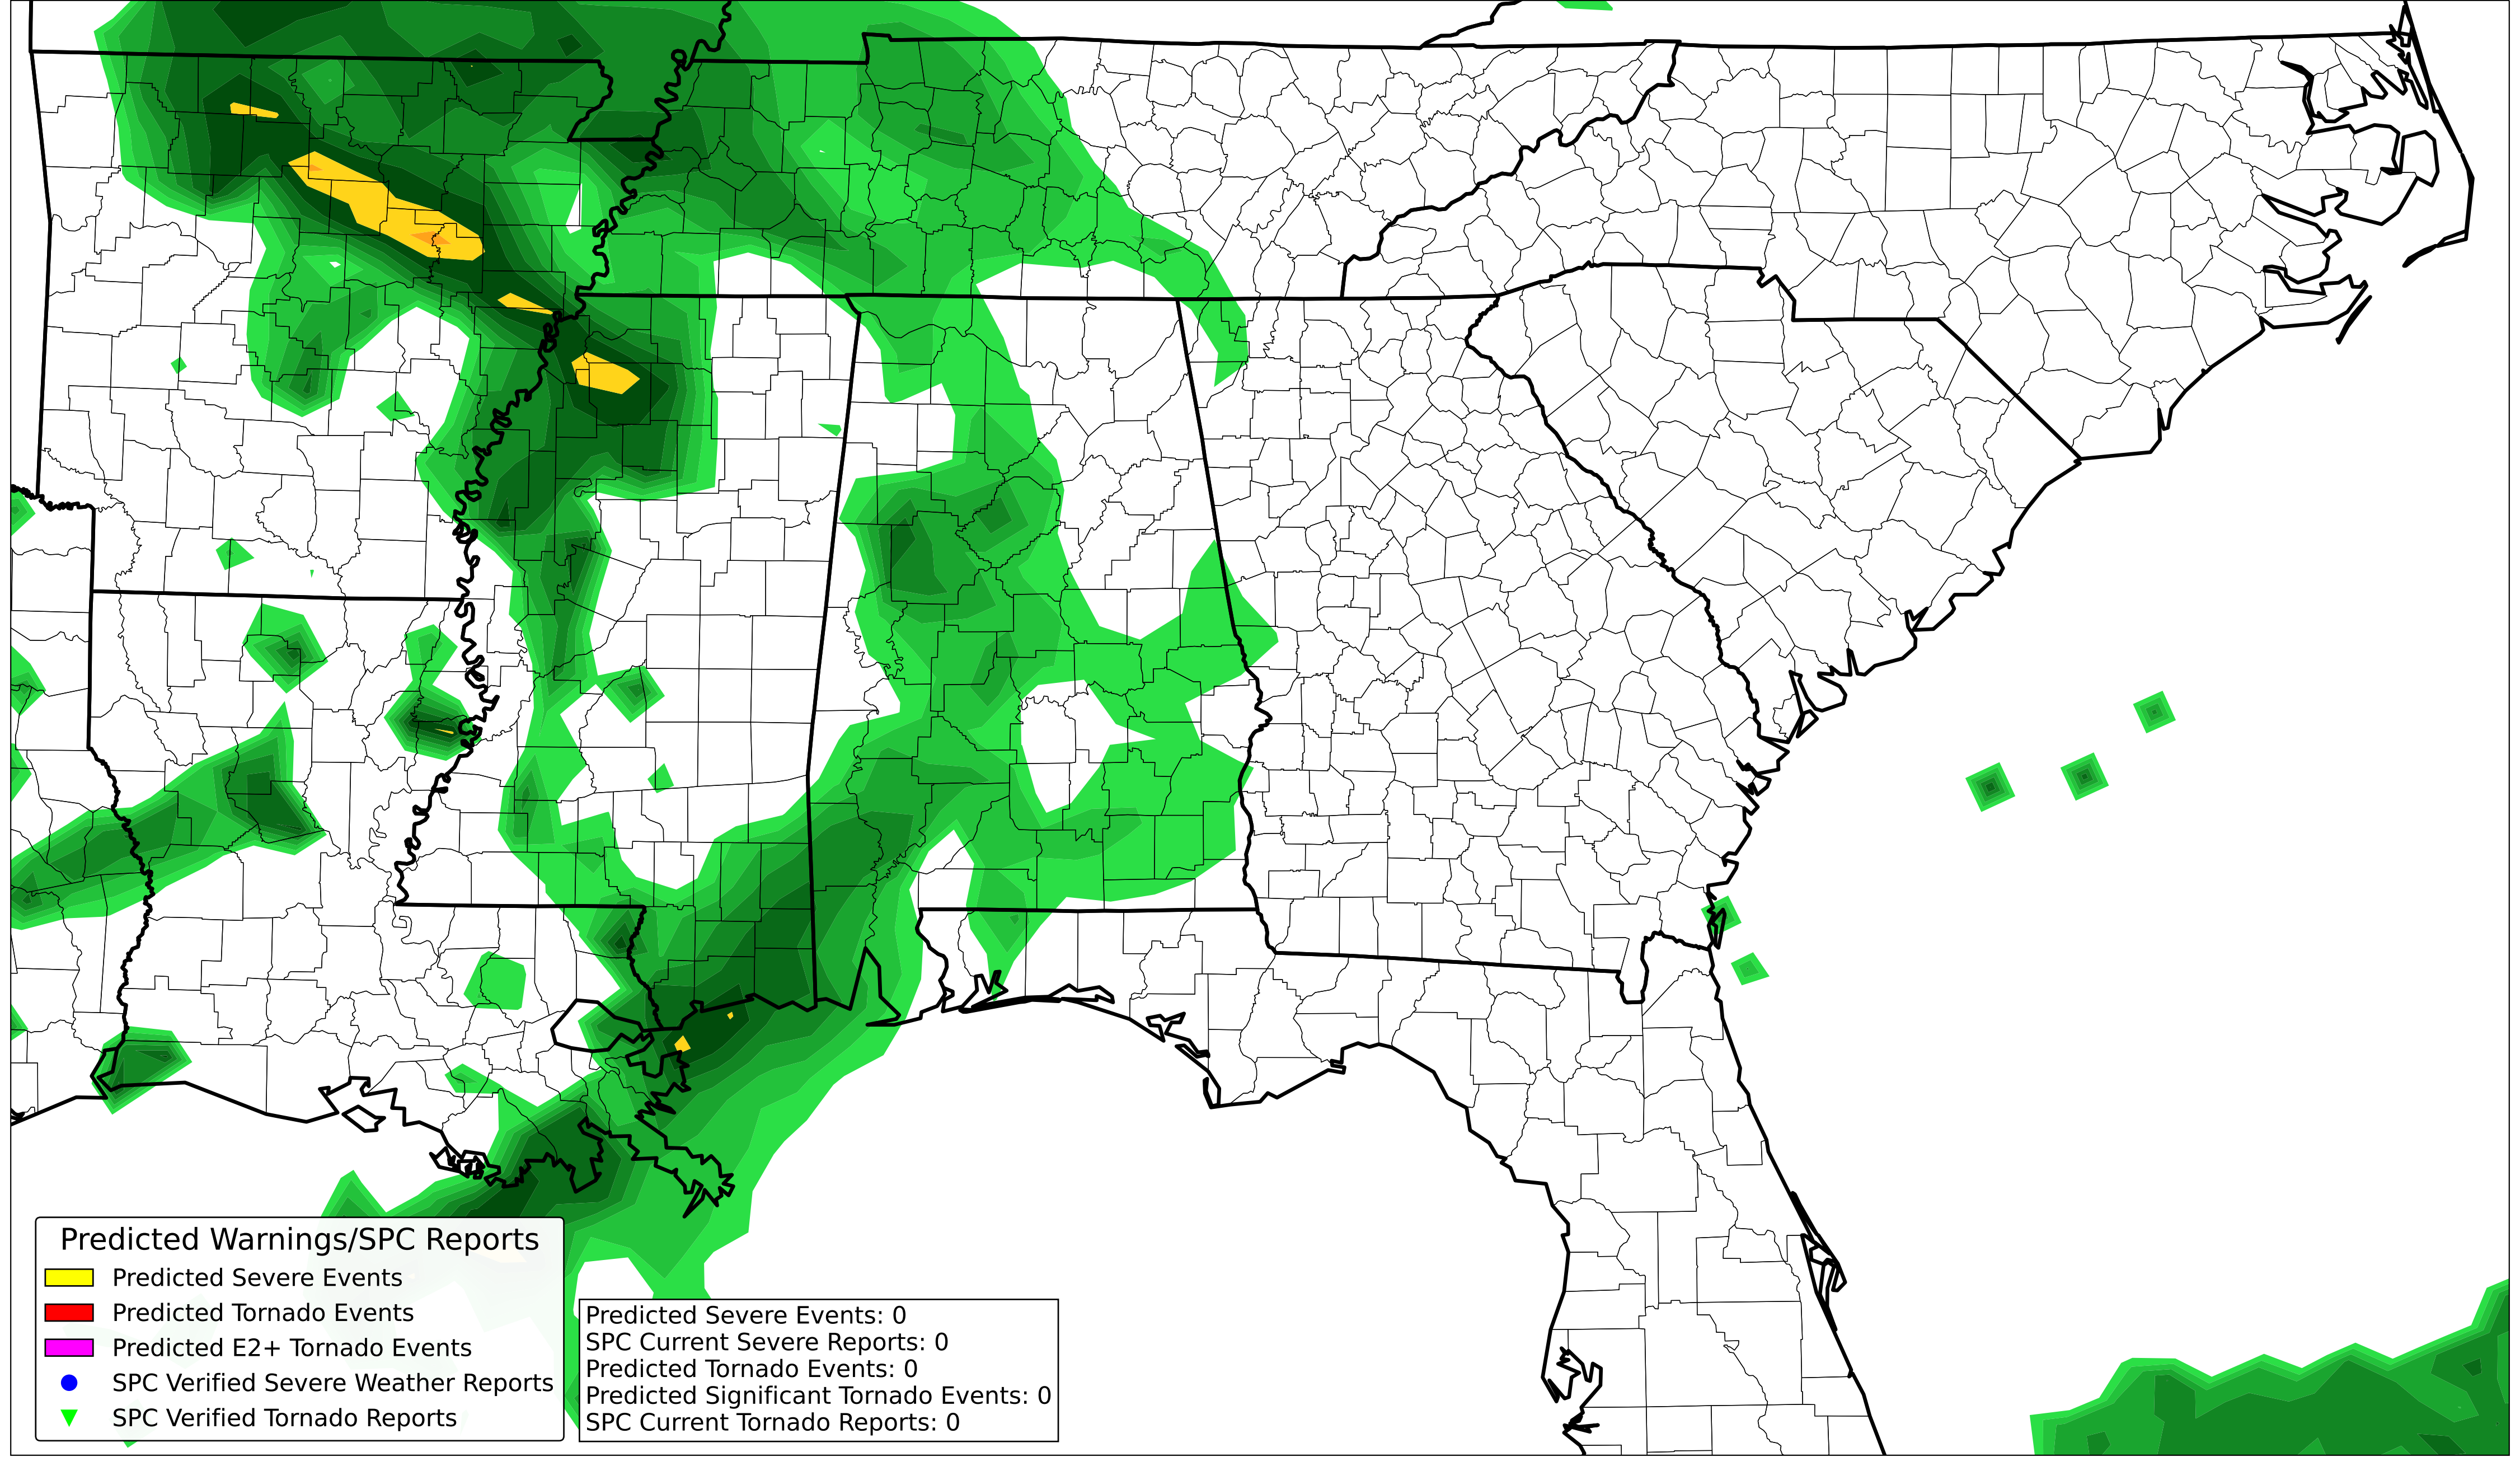 Predicted Warnings/SPC Reports
Predicted Severe Events
Predicted Tornado Events
Predicted E2+ Tornado Events
SPC Verified Severe Weather Reports
SPC Verified Tornado Reports
Predicted Severe Events: 0
SPC Current Severe Reports: 0
Predicted Tornado Events: 0
Predicted Significant Tornado Events: 0
SPC Current Tornado Reports: 0